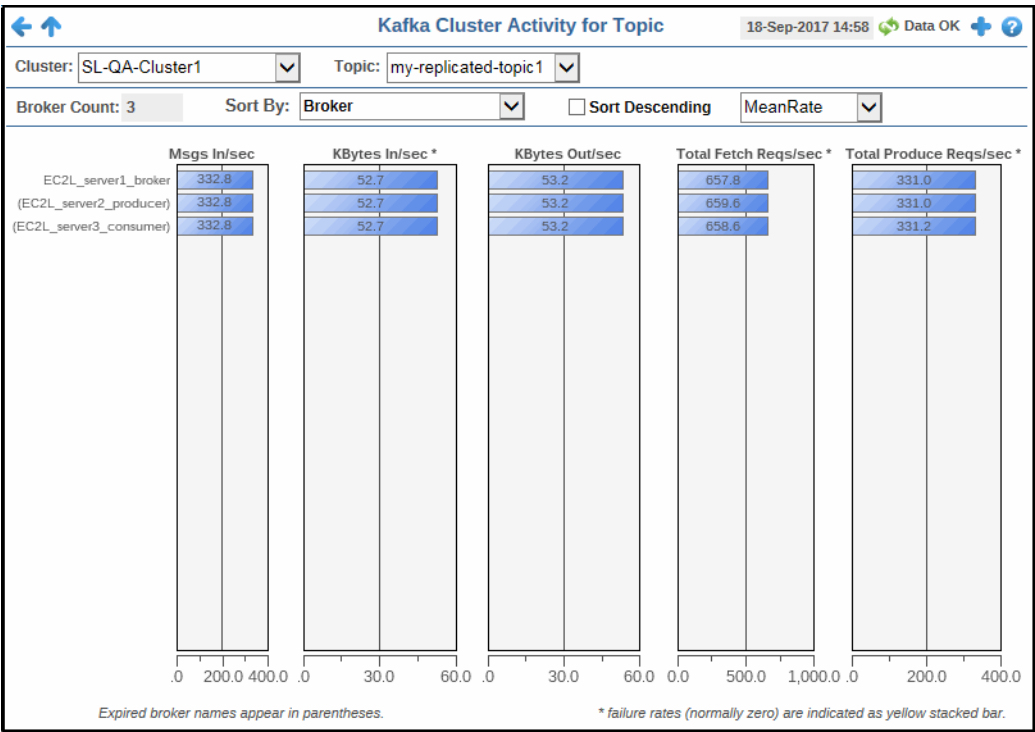 Kafka Cluster Activity for Topic 18-Sep-2017 14:58 Data OK
Cluster: SL-QA-Cluster1 Topic: my-replicated-topic1
Broker Count: 3 Sort By: Broker Sort Descending MeanRate
Msgs In/sec KBytes In/sec * KBytes Out/sec Total Fetch Reqs/sec * Total Produce Reqs/sec *
EC2L_server1_broker 332.8 52.7 53.2 657.8 331.0
(EC2L_server2_producer) 332.8 52.7 53.2 659.6 331.0
(EC2L_server3_consumer) 332.8 52.7 53.2 658.6 331.2
.0 200.0 400.0 .0 30.0 60.0 .0 30.0 60.0 0.0 500.0 1,000.0 .0 200.0 400.0
Expired broker names appear in parentheses. * failure rates (normally zero) are indicated as yellow stacked bar.